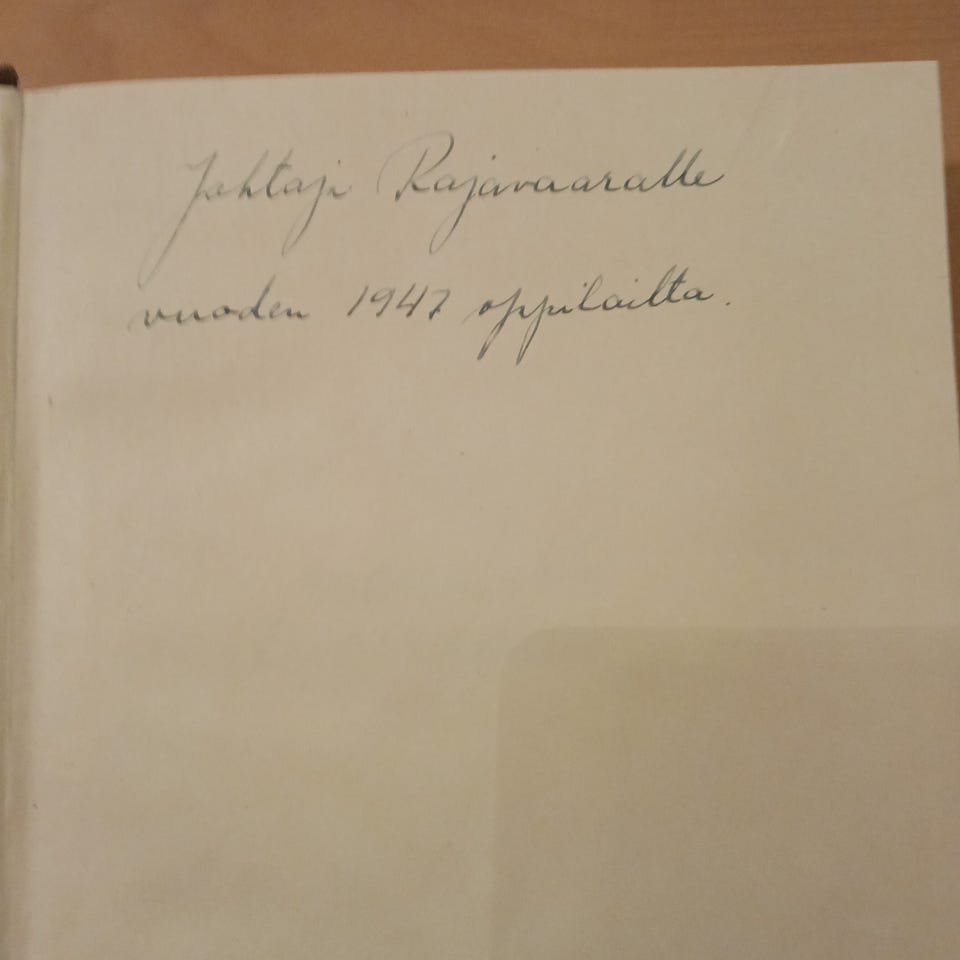 Johtaja Rajavaaralle
vuoden 1947 oppilailta.